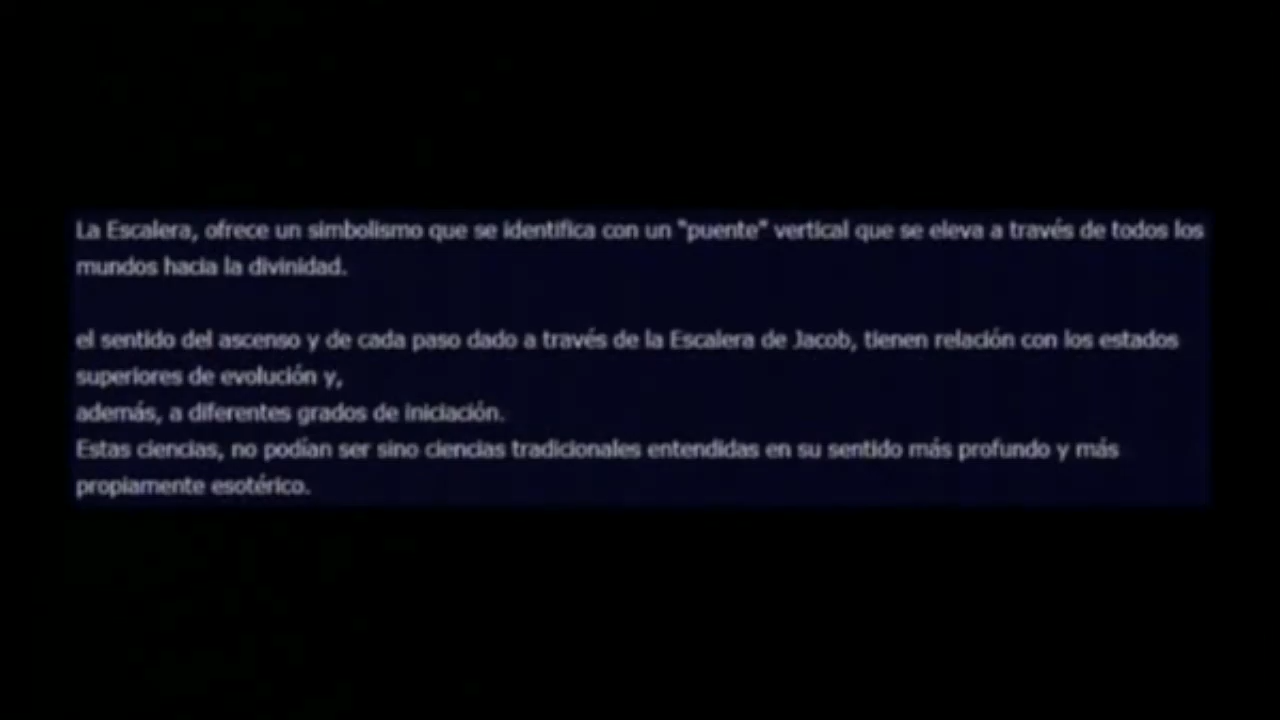 La Escalera, ofrece un simbolismo que se identifica con un "puente" vertical que se eleva a través de todos los
mundos hacia la divinidad.
el sentido del ascenso y de cada paso dado a través de la Escalera de Jacob, tienen relación con los estados
superiores de evolución y,
además, a diferentes grados de iniciación.
Estas ciencias, no podían ser sino ciencias tradicionales entendidas en su sentido más profundo y más
propiamente esotérico.